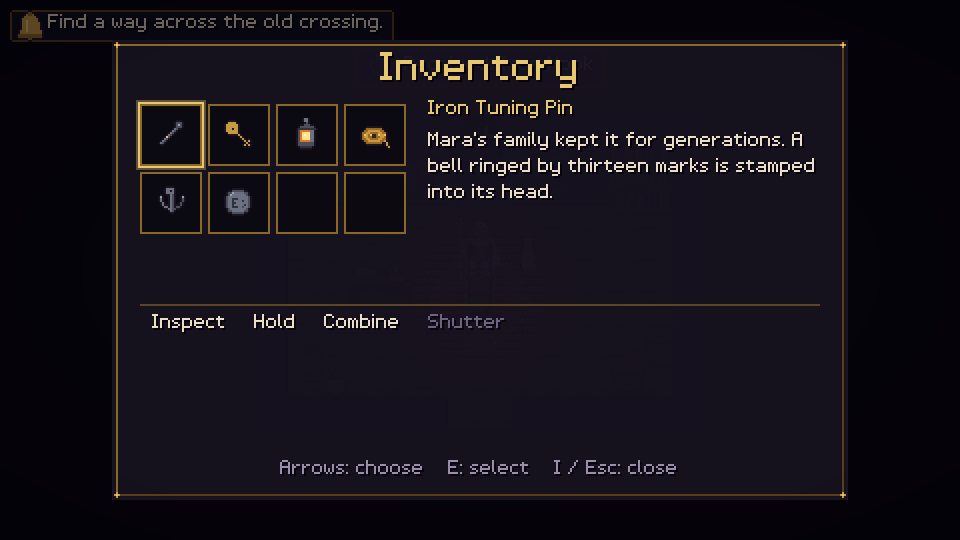 Find a way across the old crossing.
Inventory
Iron Tuning Pin
Mara's family kept it for generations. A
bell ringed by thirteen marks is stamped
into its head.
Inspect Hold Combine Shutter
Arrows: choose E: select I / Esc: close